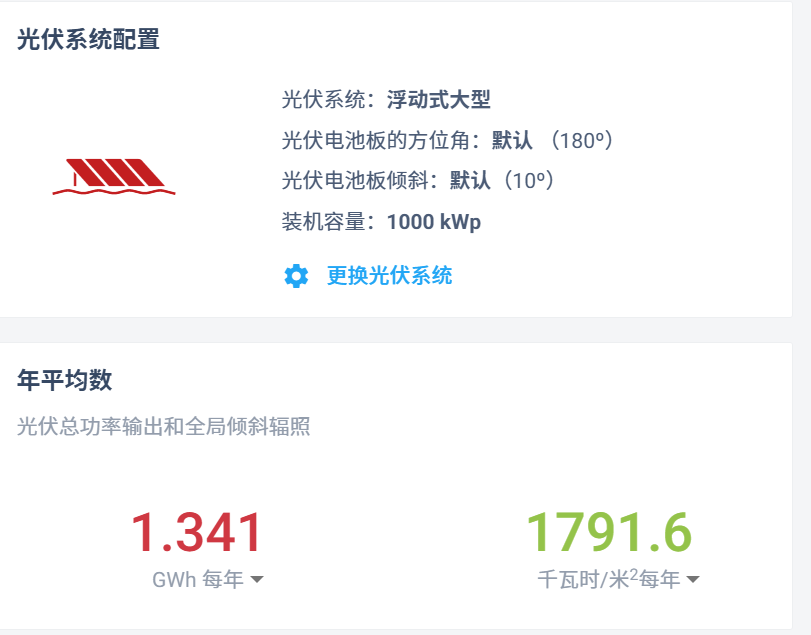 光伏系统配置
光伏系统：浮动式大型
光伏电池板的方位角：默认 （180º）
光伏电池板倾斜：默认（10º）
装机容量：1000 kWp
更换光伏系统
年平均数
光伏总功率输出和全局倾斜辐照
1.341
GWh 每年
1791.6
千瓦时/米²每年